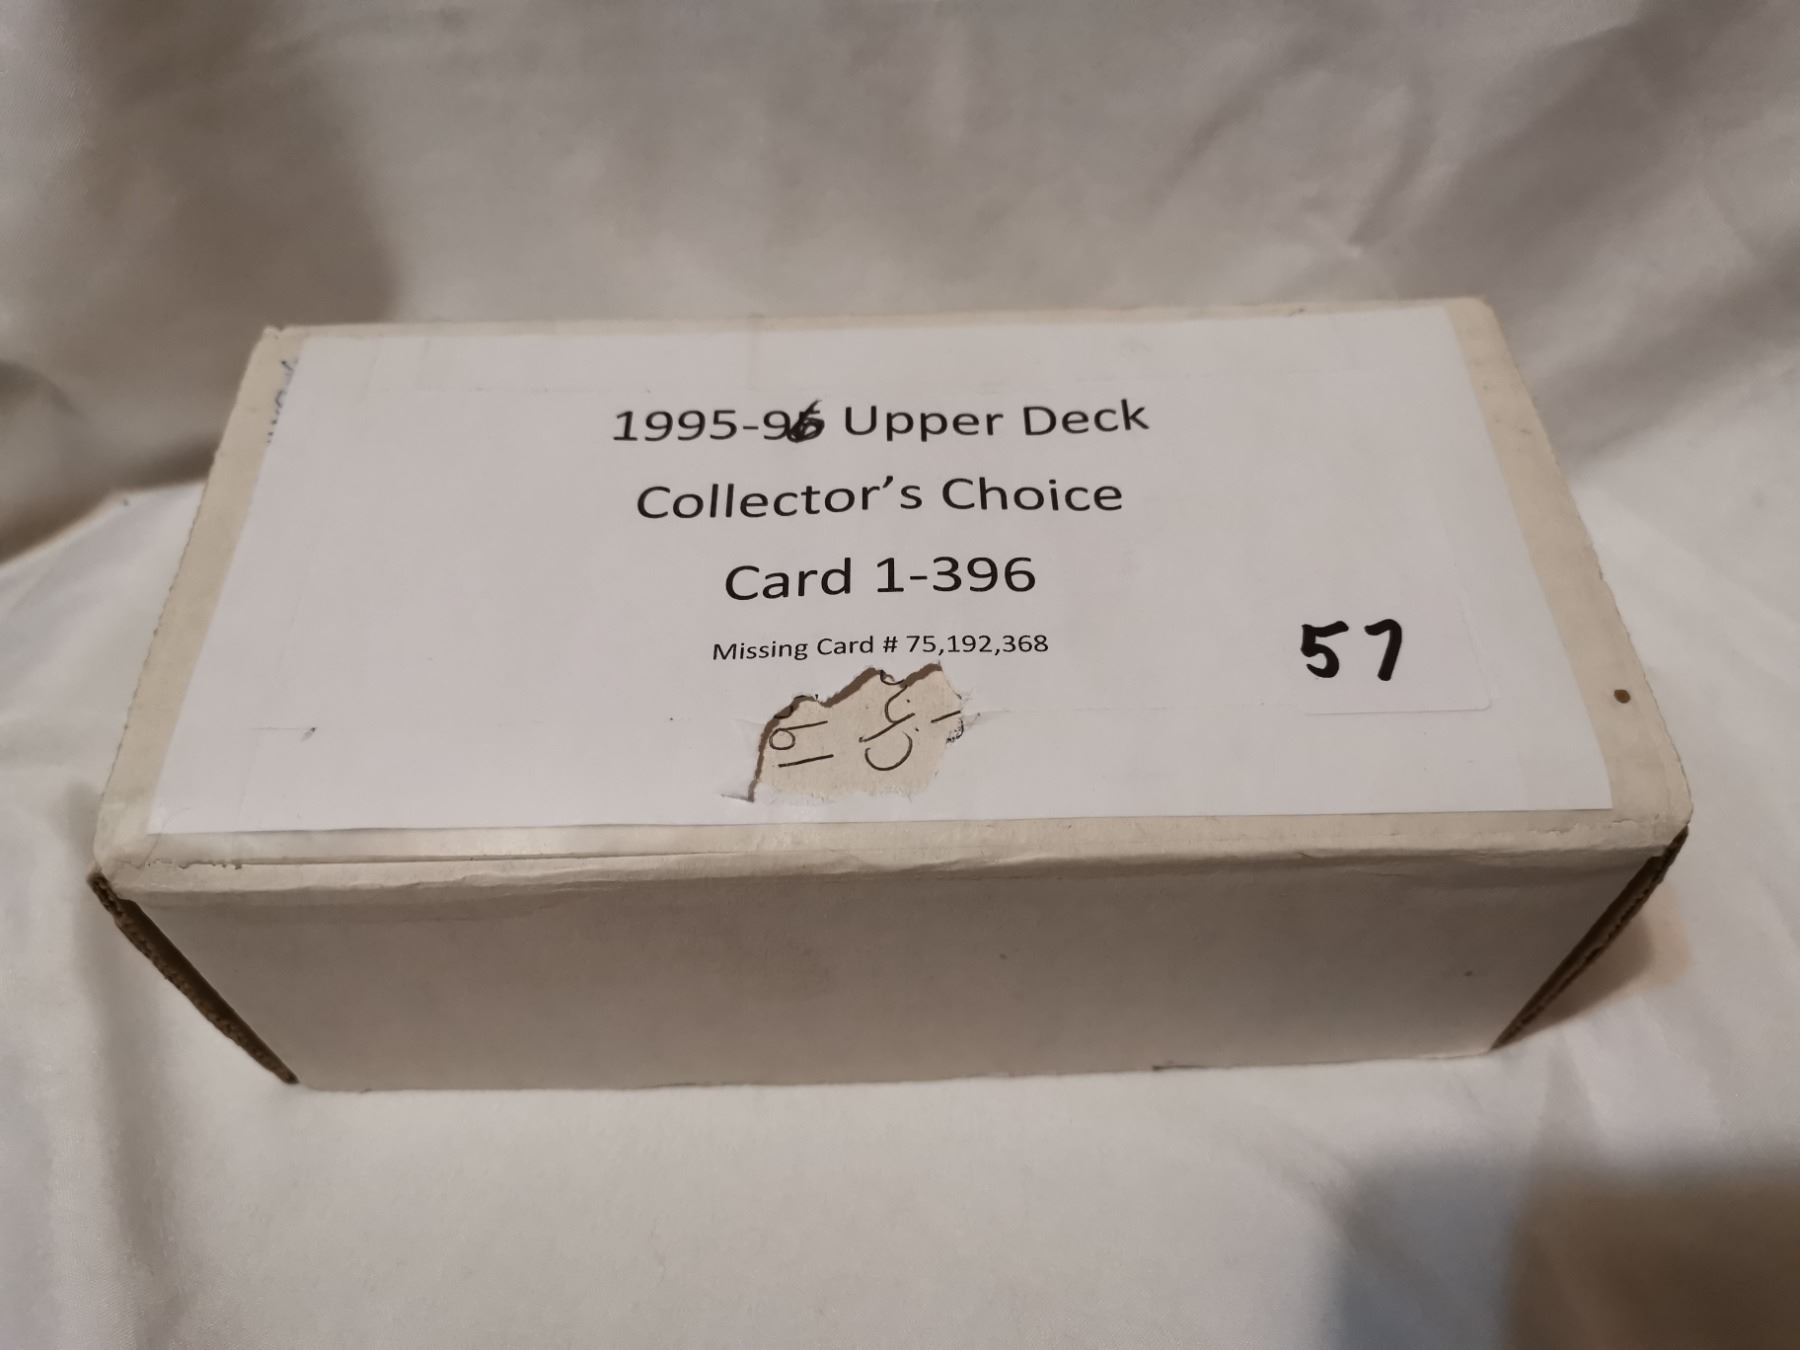 1995-96 Upper Deck
Collector's Choice
Card 1-396
Missing Card # 75,192,368
57